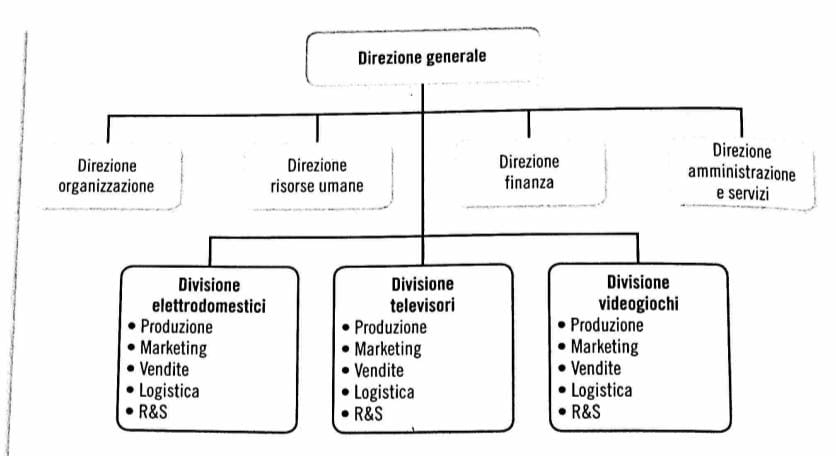 Direzione generale
Direzione
organizzazione
Direzione
risorse umane
Direzione
finanza
Direzione
amministrazione
e servizi
Divisione
elettrodomestici
• Produzione
• Marketing
• Vendite
• Logistica
• R&S
Divisione
televisori
• Produzione
• Marketing
• Vendite
• Logistica
• R&S
Divisione
videogiochi
• Produzione
• Marketing
• Vendite
• Logistica
• R&S